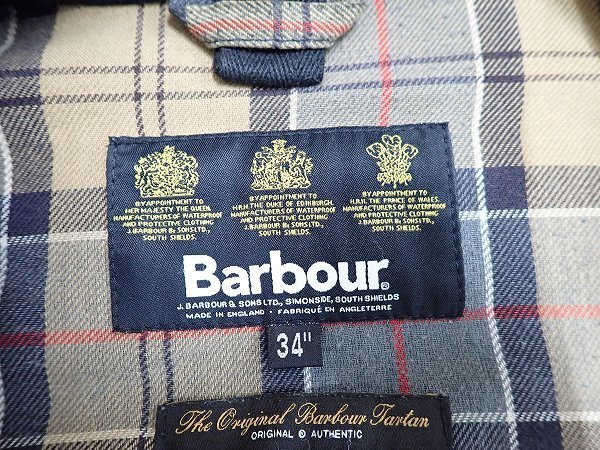 BY APPOINTMENT TO
HER MAJESTY THE QUEEN
MANUFACTURERS OF WATERPROOF
AND PROTECTIVE CLOTHING
J. BARBOUR & SONS LTD.,
SOUTH SHIELDS.
BY APPOINTMENT TO
H.R.H. THE DUKE OF EDINBURGH.
MANUFACTURERS OF WATERPROOF
AND PROTECTIVE CLOTHING
J. BARBOUR & SONS LTD.,
SOUTH SHIELDS.
BY APPOINTMENT TO
H.R.H. THE PRINCE OF WALES.
MANUFACTURERS OF WATERPROOF
AND PROTECTIVE CLOTHING
J. BARBOUR & SONS LTD.,
SOUTH SHIELDS.
Barbour®
J. BARBOUR & SONS LTD., SIMONSIDE, SOUTH SHIELDS
MADE IN ENGLAND • FABRIQUÉ EN ANGLETERRE
34"
The Original Barbour Tartan
ORIGINAL & AUTHENTIC